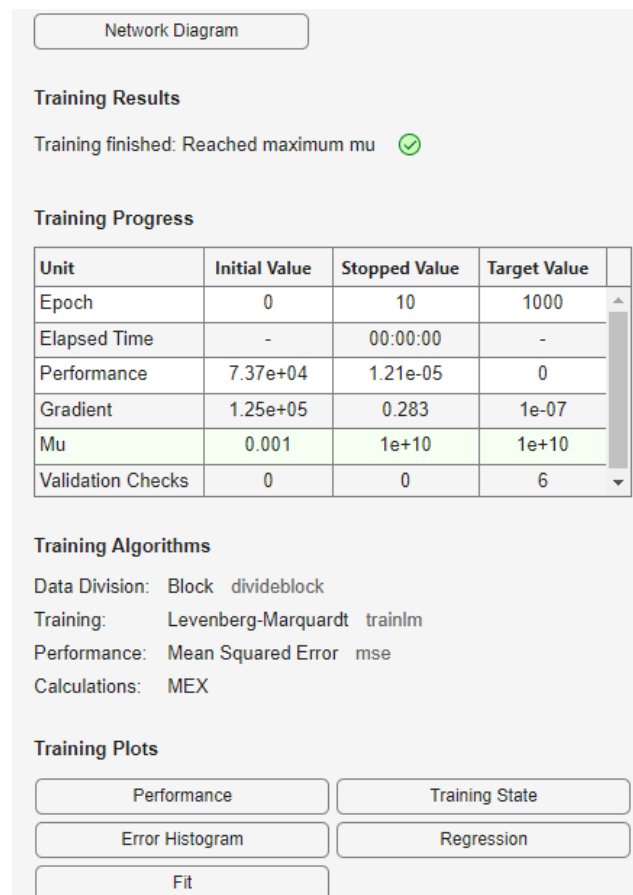 Network Diagram
Training Results
Training finished: Reached maximum mu
Training Progress
Unit Initial Value Stopped Value Target Value
Epoch 0 10 1000
Elapsed Time - 00:00:00 -
Performance 7.37e+04 1.21e-05 0
Gradient 1.25e+05 0.283 1e-07
Mu 0.001 1e+10 1e+10
Validation Checks 0 0 6
Training Algorithms
Data Division: Block divideblock
Training: Levenberg-Marquardt trainlm
Performance: Mean Squared Error mse
Calculations: MEX
Training Plots
Performance Training State
Error Histogram Regression
Fit